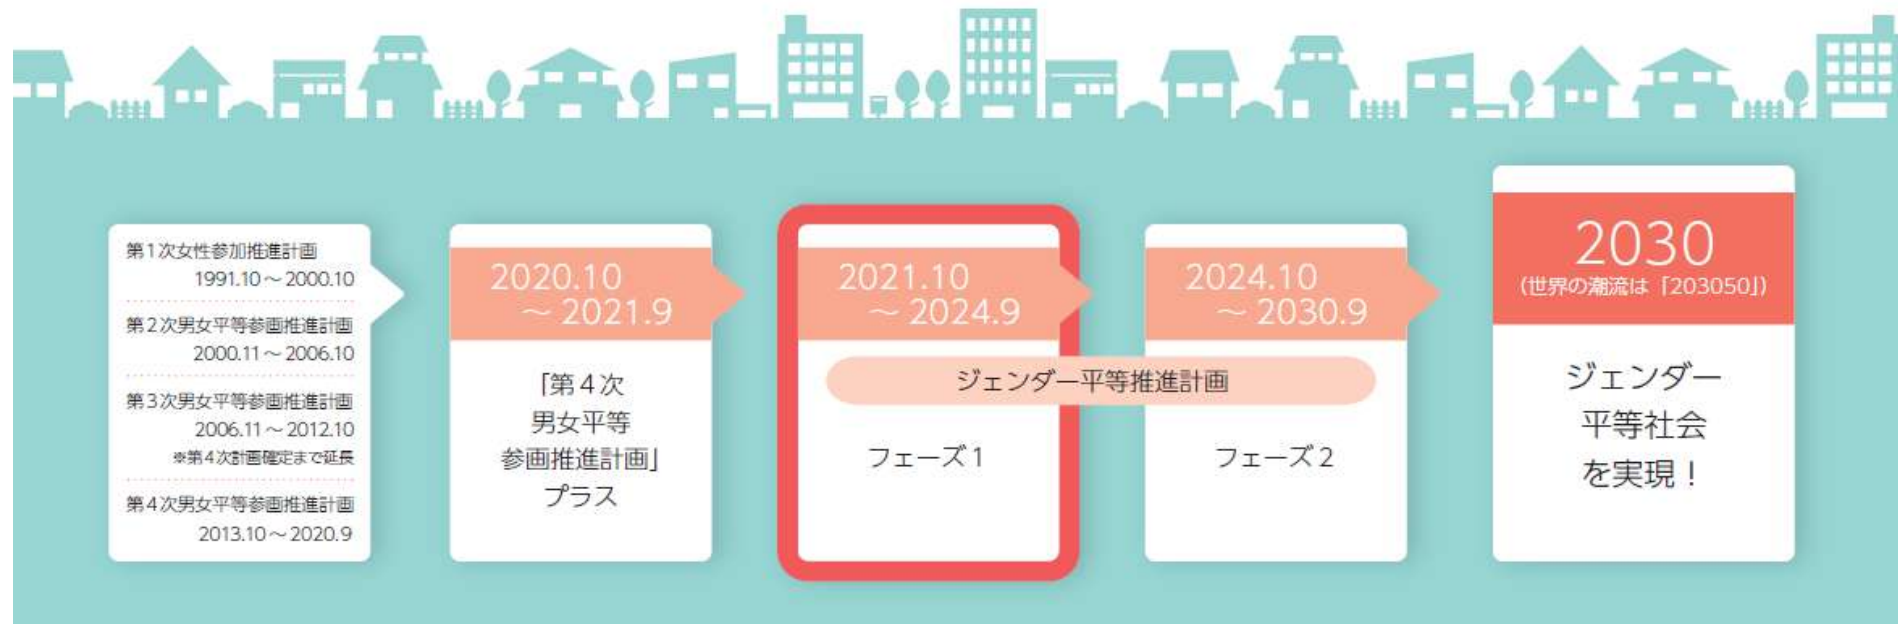 第1次女性参加推進計画
1991.10～2000.10
第2次男女平等参画推進計画
2000.11～2006.10
第3次男女平等参画推進計画
2006.11～2012.10
※第4次計画確定まで延長
第4次男女平等参画推進計画
2013.10～2020.9
2020.10
～2021.9
「第4次
男女平等
参画推進計画」
プラス
2021.10
～2024.9
2024.10
～2030.9
ジェンダー平等推進計画
フェーズ1
フェーズ2
2030
（世界の潮流は「203050」）
ジェンダー
平等社会
を実現！